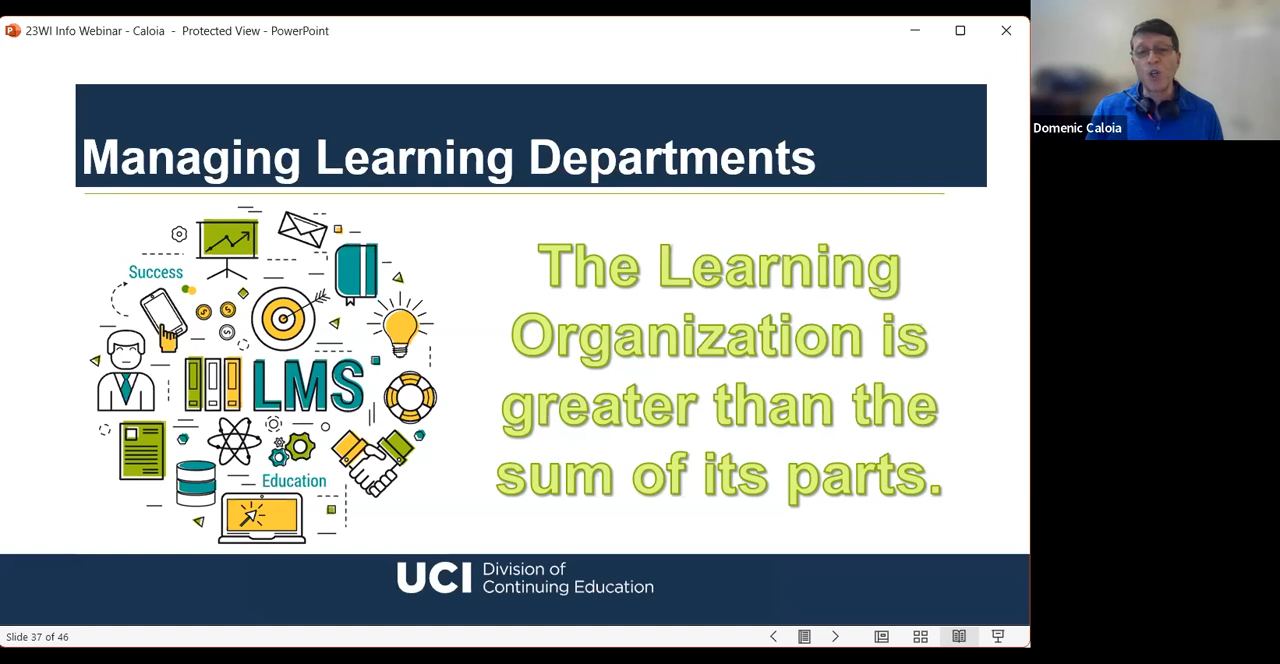 23WI Info Webinar - Caloia - Protected View - PowerPoint
Domenic Caloia
Managing Learning Departments
Success
LMS
Education
The Learning
Organization is
greater than the
sum of its parts.
UCI Division of
Continuing Education
Slide 37 of 46